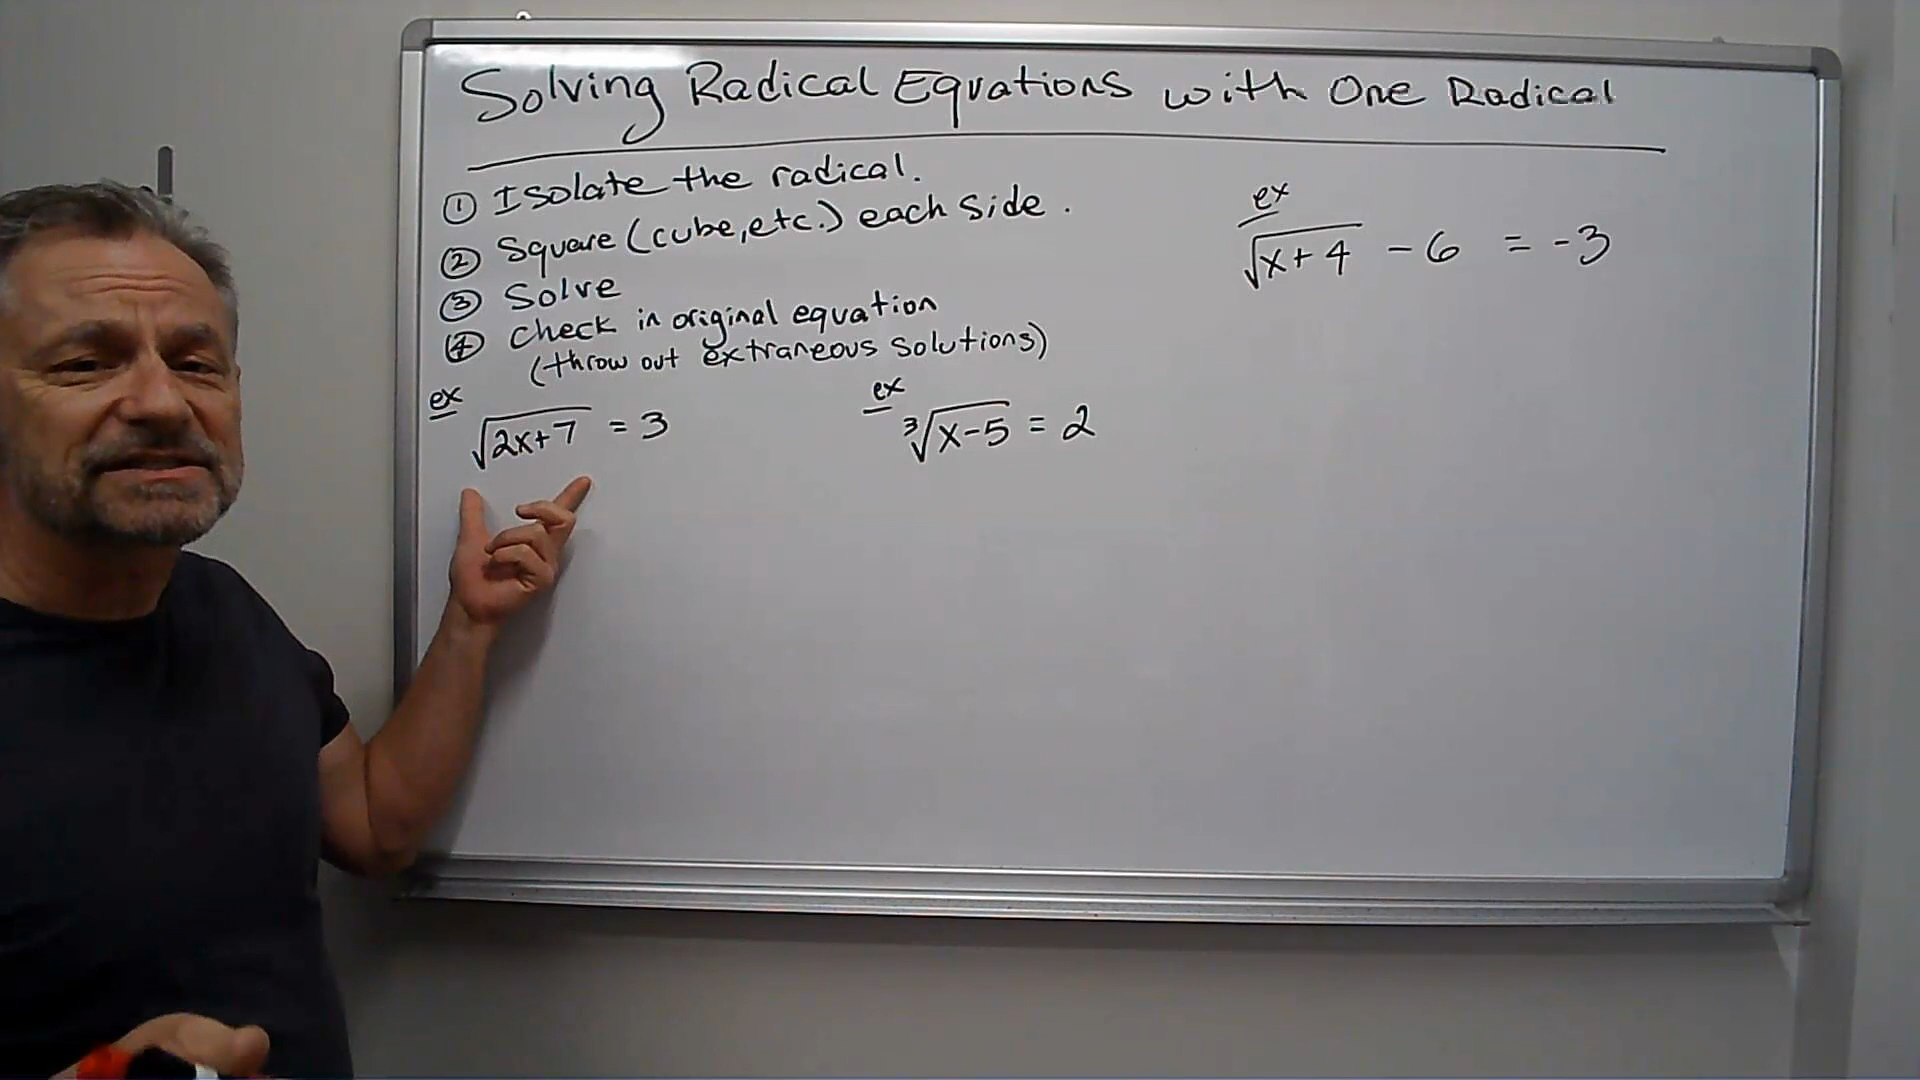 Solving Radical Equations with One Radical
① Isolate the radical.
② Square (cube, etc.) each side.
③ Solve
④ Check in original equation
(throw out extraneous solutions)
ex
√2x+7 = 3
ex
∛x-5 = 2
ex
√x+4 - 6 = -3